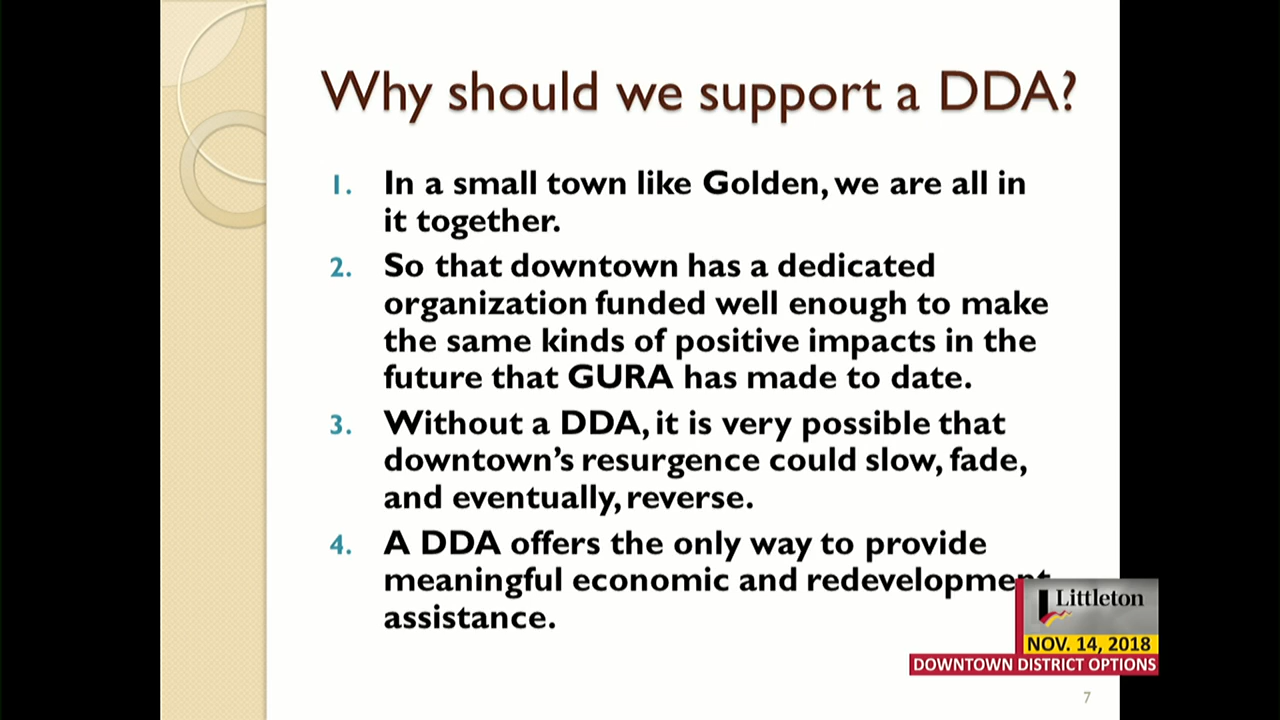 Why should we support a DDA?
1. In a small town like Golden, we are all in
it together.
2. So that downtown has a dedicated
organization funded well enough to make
the same kinds of positive impacts in the
future that GURA has made to date.
3. Without a DDA, it is very possible that
downtown's resurgence could slow, fade,
and eventually, reverse.
4. A DDA offers the only way to provide
meaningful economic and redevelopment
assistance.
Littleton
NOV. 14, 2018
DOWNTOWN DISTRICT OPTIONS
7